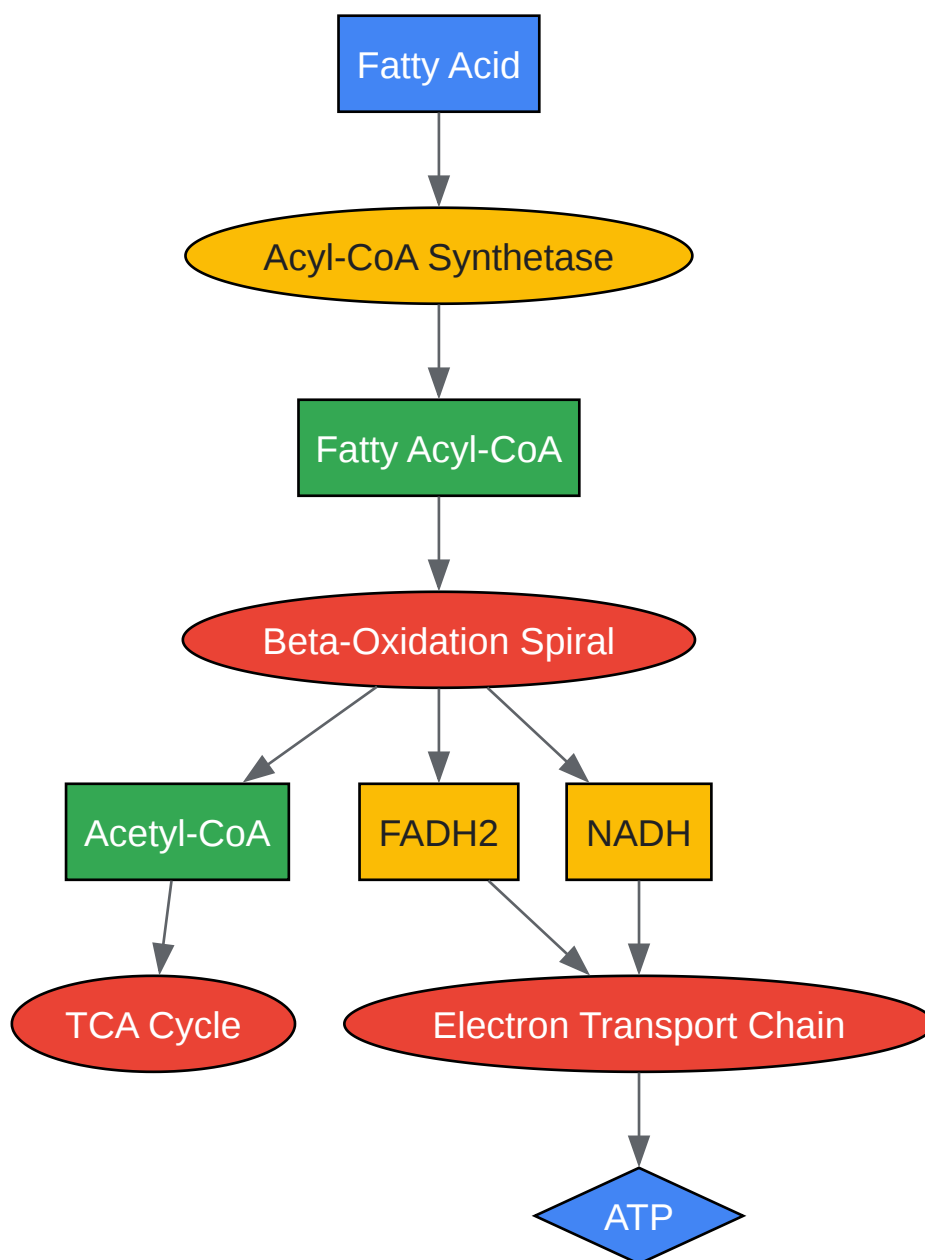 Fatty Acid
Acyl-CoA Synthetase
Fatty Acyl-CoA
Beta-Oxidation Spiral
Acetyl-CoA
FADH2
NADH
TCA Cycle
Electron Transport Chain
ATP